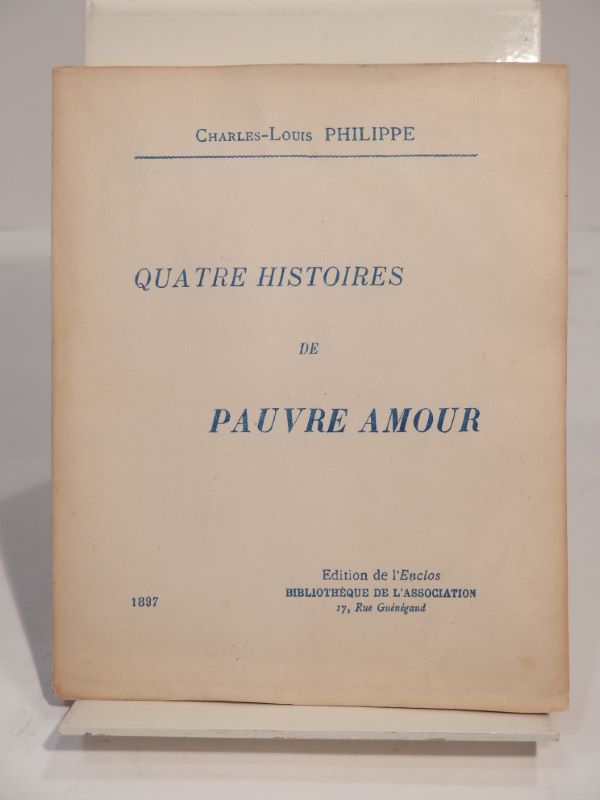 CHARLES-LOUIS PHILIPPE
QUATRE HISTOIRES
DE
PAUVRE AMOUR
Edition de l'Enclos
BIBLIOTHÈQUE DE L'ASSOCIATION
17, Rue Guénégaud
1897